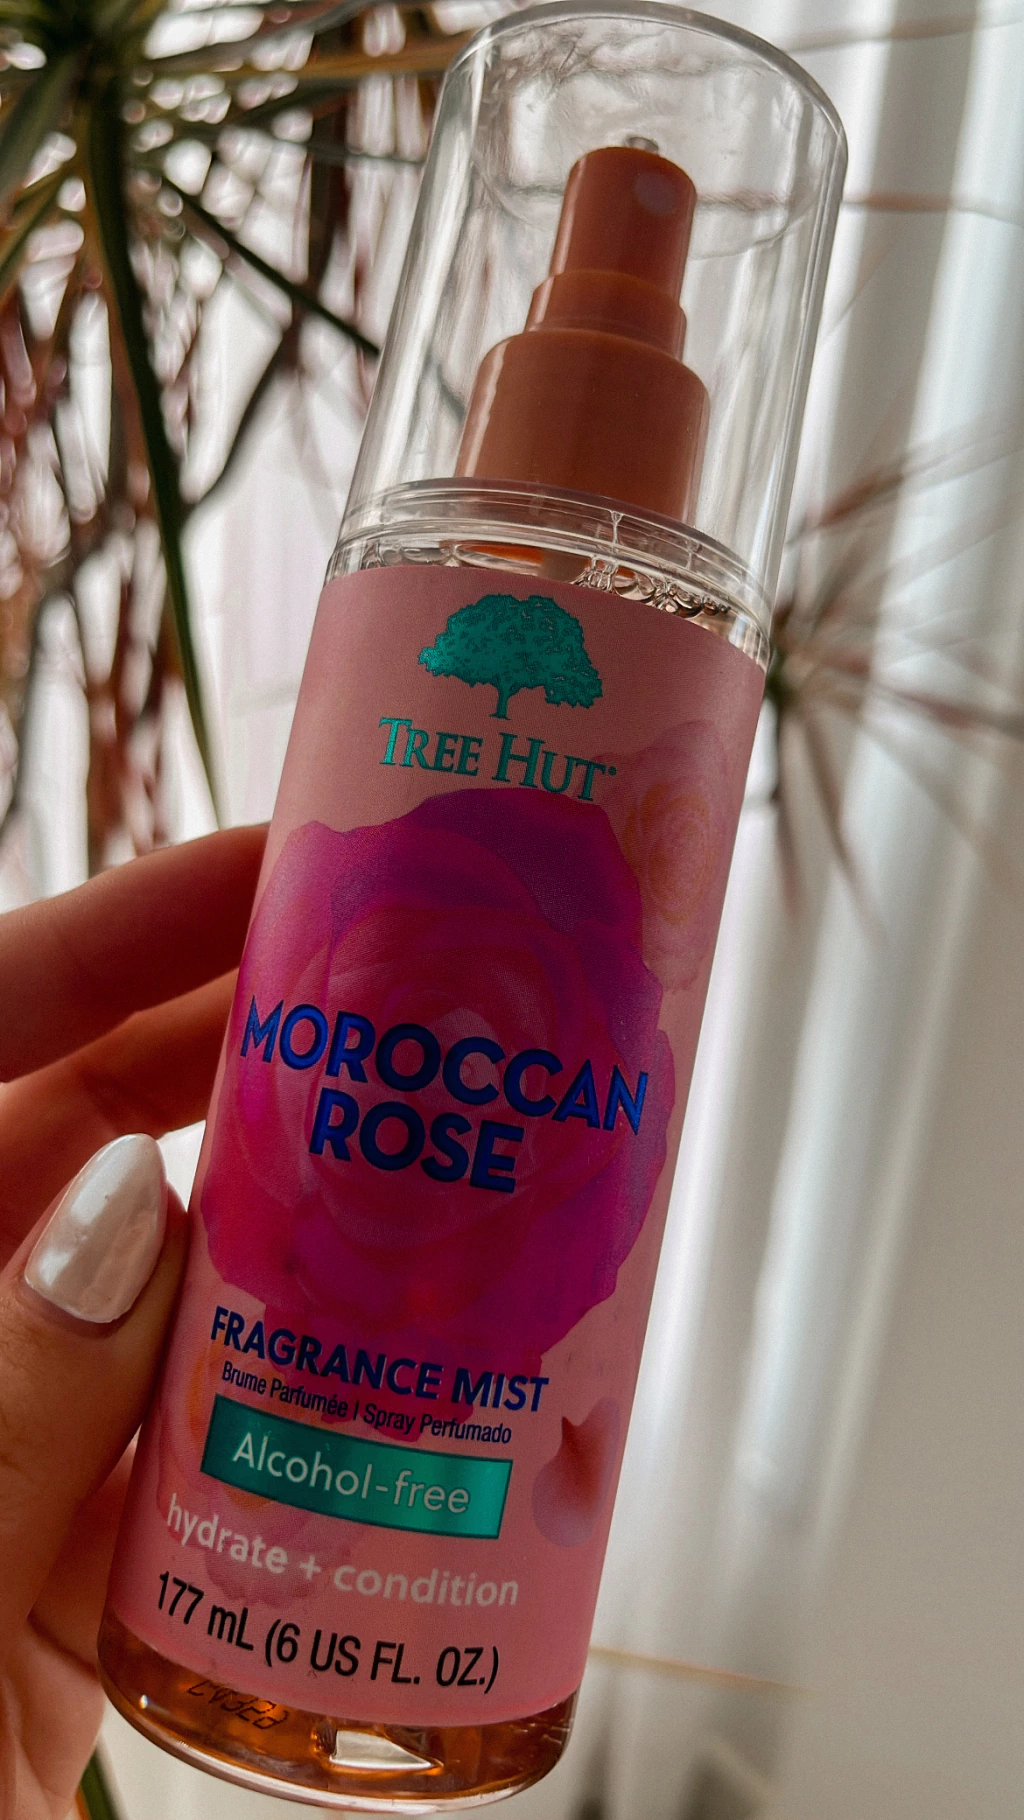 TREE HUT®
MOROCCAN
ROSE
FRAGRANCE MIST
Brume Parfumée | Spray Perfumado
Alcohol-free
hydrate + condition
177 mL (6 US FL. OZ.)